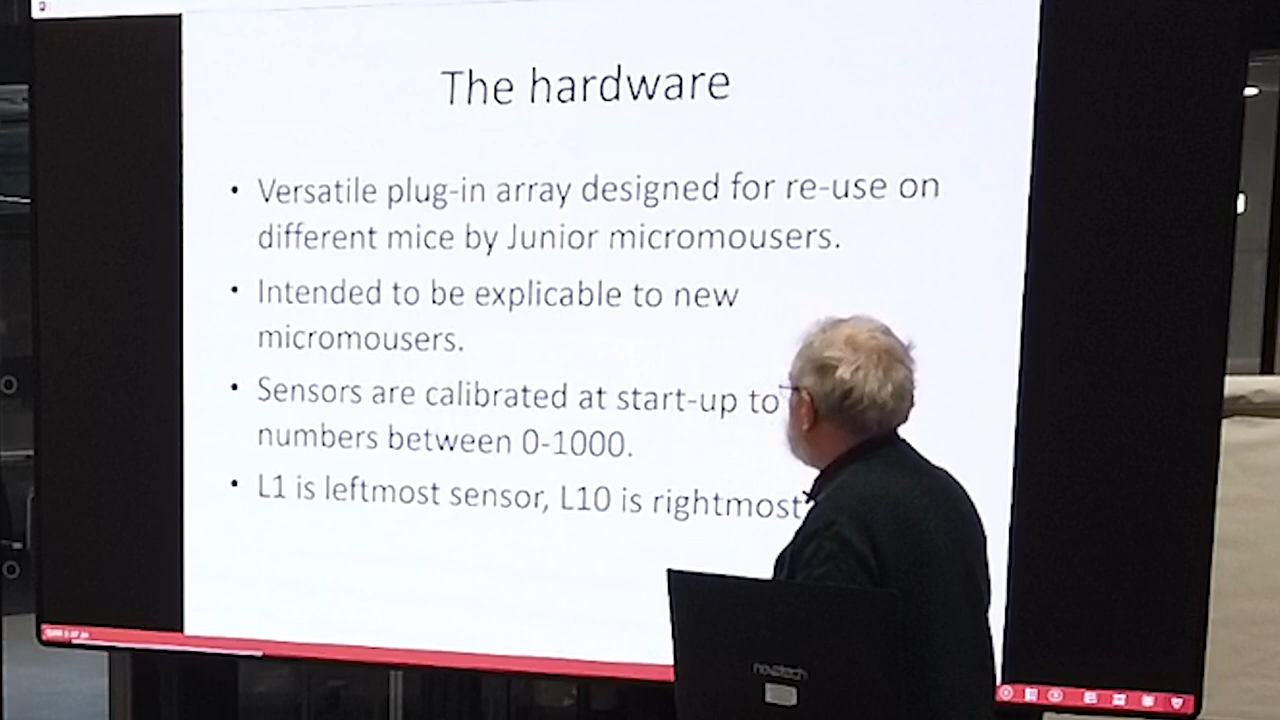 The hardware
• Versatile plug-in array designed for re-use on
different mice by Junior micromousers.
• Intended to be explicable to new
micromousers.
• Sensors are calibrated at start-up to
numbers between 0-1000.
• L1 is leftmost sensor, L10 is rightmost
novatech